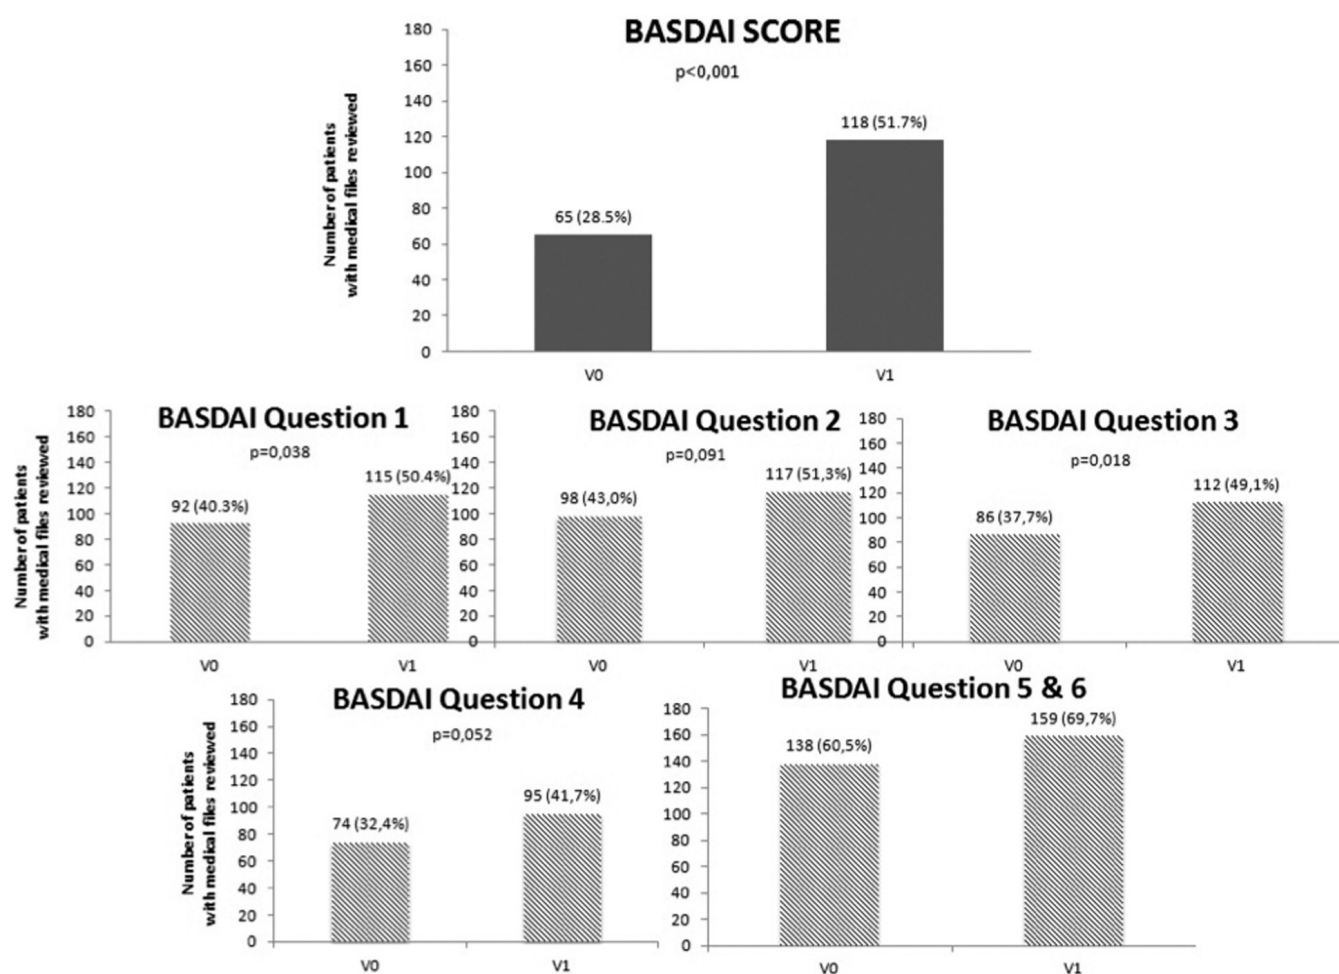 BASDAI SCORE
p<0,001
Number of patients
with medical files reviewed
180
160
140
120
100
80
60
40
20
0
65 (28.5%)
118 (51.7%)
V0
V1
BASDAI Question 1
p=0,038
Number of patients
with medical files reviewed
180
160
140
120
100
80
60
40
20
0
92 (40.3%)
115 (50.4%)
V0
V1
BASDAI Question 2
p=0,091
180
160
140
120
100
80
60
40
20
0
98 (43,0%)
117 (51,3%)
V0
V1
BASDAI Question 3
p=0,018
180
160
140
120
100
80
60
40
20
0
86 (37,7%)
112 (49,1%)
V0
V1
BASDAI Question 4
p=0,052
Number of patients
with medical files reviewed
180
160
140
120
100
80
60
40
20
0
74 (32,4%)
95 (41,7%)
V0
V1
BASDAI Question 5 & 6
180
160
140
120
100
80
60
40
20
0
138 (60,5%)
159 (69,7%)
V0
V1